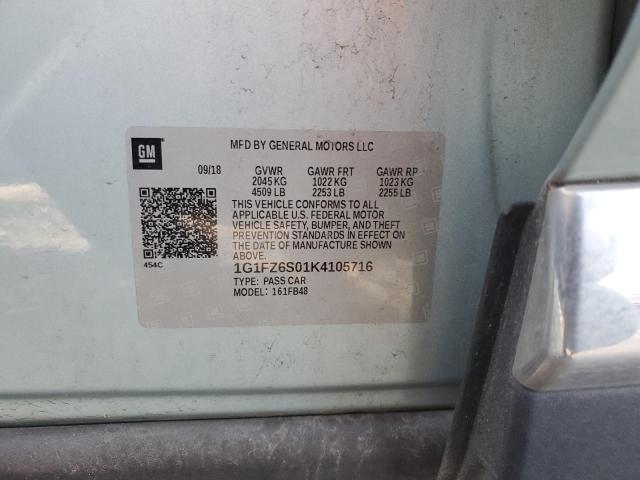 GM
MFD BY GENERAL MOTORS LLC
09/18 GVWR GAWR FRT GAWR RR
2045 KG 1022 KG 1023 KG
4509 LB 2253 LB 2255 LB
THIS VEHICLE CONFORMS TO ALL
APPLICABLE U.S. FEDERAL MOTOR
VEHICLE SAFETY, BUMPER, AND THEFT
PREVENTION STANDARDS IN EFFECT ON
THE DATE OF MANUFACTURE SHOWN
ABOVE.
454C
1G1FZ6S01K4105716
TYPE: PASS CAR
MODEL: 161FB48